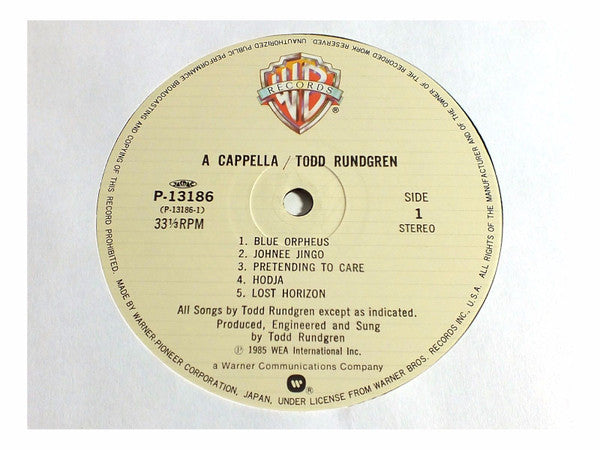 WB
RECORDS
®
A CAPPELLA / TODD RUNDGREN
P-13186
(P-13186-1)
33⅓RPM
SIDE
1
STEREO
1. BLUE ORPHEUS
2. JOHNEE JINGO
3. PRETENDING TO CARE
4. HODJA
5. LOST HORIZON
All Songs by Todd Rundgren except as indicated.
Produced, Engineered and Sung
by Todd Rundgren
℗ 1985 WEA International Inc.
a Warner Communications Company
®
MADE BY WARNER-PIONEER CORPORATION, JAPAN, UNDER LICENSE FROM WARNER BROS. RECORDS INC., U.S.A. ALL RIGHTS OF THE MANUFACTURER AND OF THE OWNER OF THE RECORDED WORK RESERVED. UNAUTHORIZED PUBLIC PERFORMANCE BROADCASTING AND COPYING OF THIS RECORD PROHIBITED.